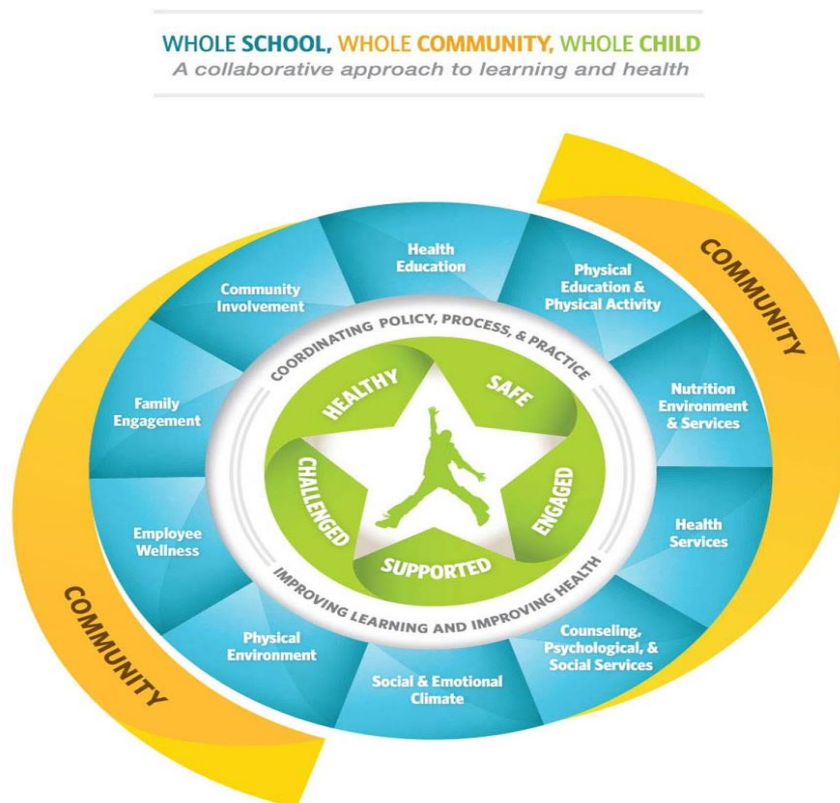 WHOLE SCHOOL, WHOLE COMMUNITY, WHOLE CHILD
A collaborative approach to learning and health
COMMUNITY
Health
Education
Physical
Education &
Physical Activity
Nutrition
Environment
& Services
Health
Services
Counseling,
Psychological, &
Social Services
Social & Emotional
Climate
Physical
Environment
Employee
Wellness
Family
Engagement
Community
Involvement
COORDINATING POLICY, PROCESS, & PRACTICE
IMPROVING LEARNING AND IMPROVING HEALTH
HEALTHY
SAFE
ENGAGED
SUPPORTED
CHALLENGED
COMMUNITY